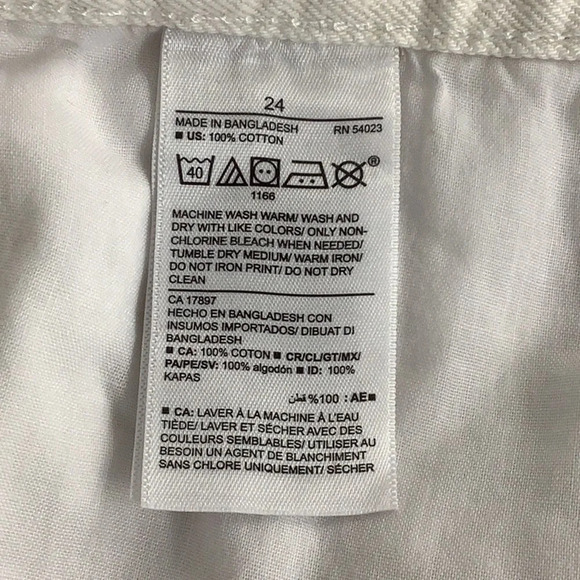 24
MADE IN BANGLADESH RN 54023
■ US: 100% COTTON
40
®
1166
MACHINE WASH WARM/ WASH AND
DRY WITH LIKE COLORS/ ONLY NON-
CHLORINE BLEACH WHEN NEEDED/
TUMBLE DRY MEDIUM/ WARM IRON/
DO NOT IRON PRINT/ DO NOT DRY
CLEAN
CA 17897
HECHO EN BANGLADESH CON
INSUMOS IMPORTADOS/ DIBUAT DI
BANGLADESH
■ CA: 100% COTON ■ CR/CL/GT/MX/
PA/PE/SV: 100% algodón ■ ID: 100%
KAPAS
■AE: 100% قطن
■ CA: LAVER À LA MACHINE À L'EAU
TIÈDE/ LAVER ET SÉCHER AVEC DES
COULEURS SEMBLABLES/ UTILISER AU
BESOIN UN AGENT DE BLANCHIMENT
SANS CHLORE UNIQUEMENT/ SÉCHER